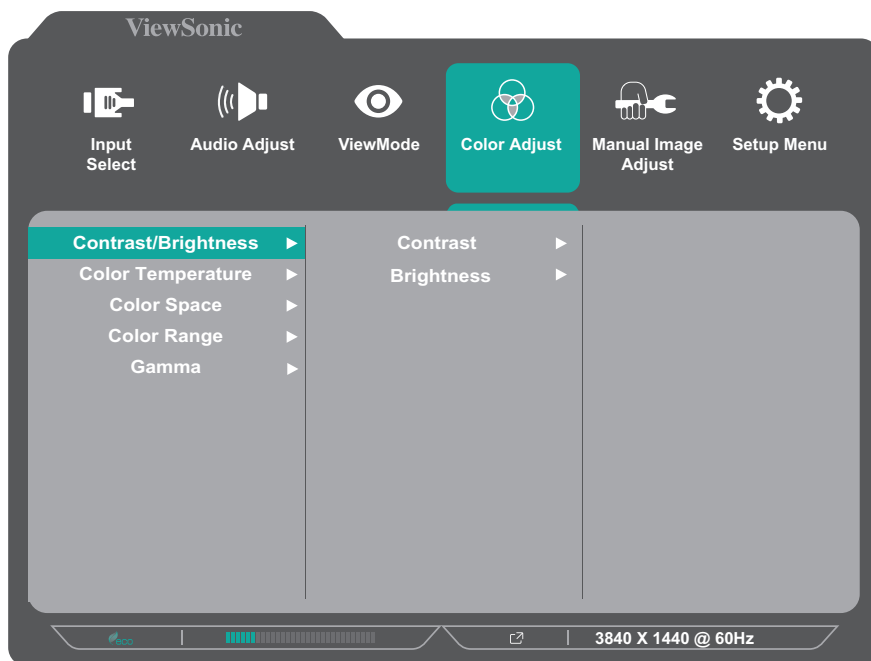 ViewSonic
Input Select
Audio Adjust
ViewMode
Color Adjust
Manual Image Adjust
Setup Menu
Contrast/Brightness
Color Temperature
Color Space
Color Range
Gamma
Contrast
Brightness
eco
3840 X 1440 @ 60Hz